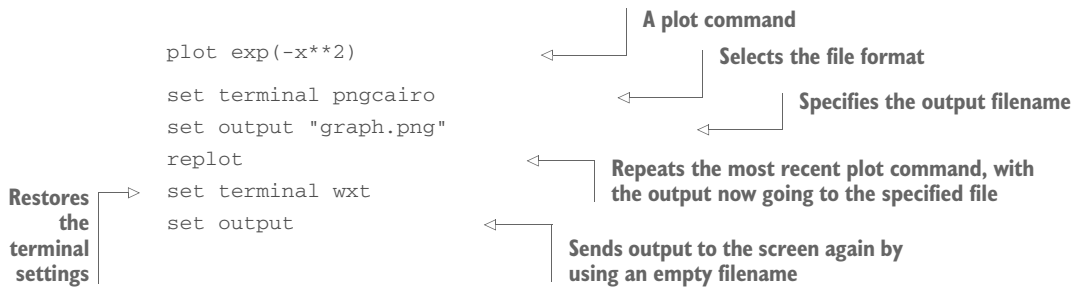 A plot command
plot exp(-x**2)
Selects the file format
set terminal pngcairo
Specifies the output filename
set output "graph.png"
replot
Repeats the most recent plot command, with
the output now going to the specified file
Restores
the
terminal
settings
set terminal wxt
set output
Sends output to the screen again by
using an empty filename